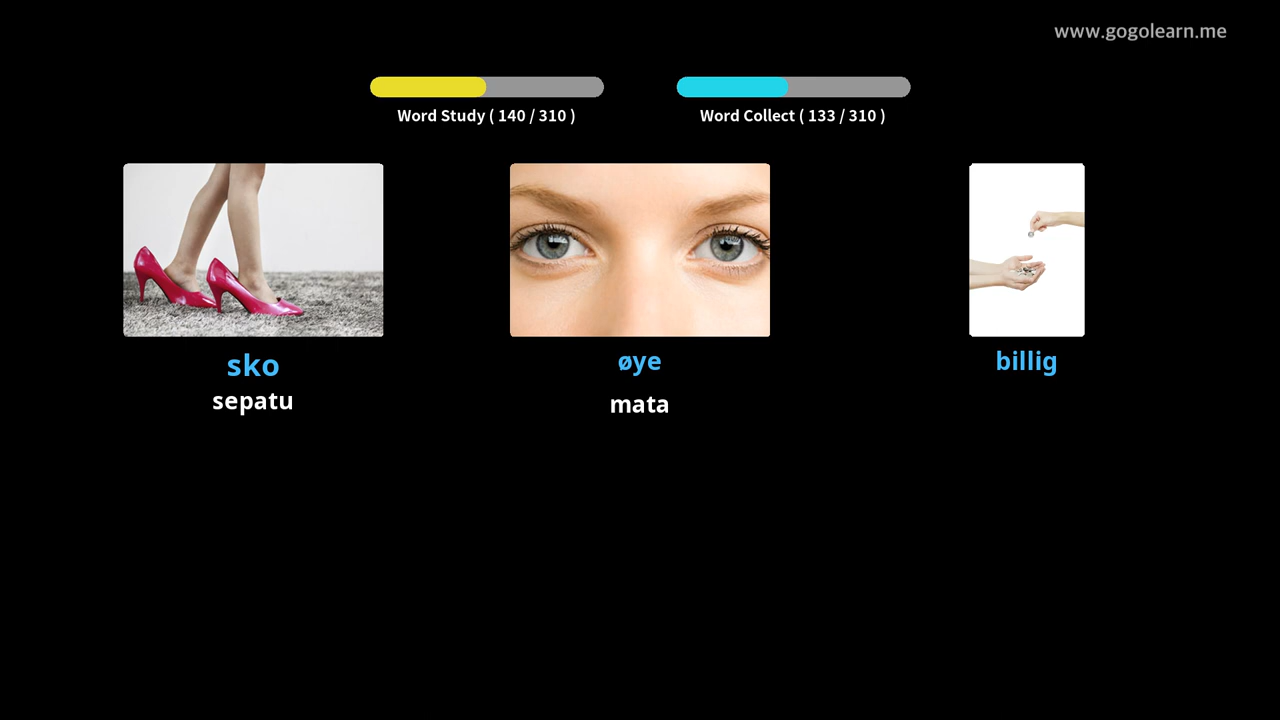 www.gogolearn.me
Word Study ( 140 / 310 )
Word Collect ( 133 / 310 )
sko
sepatu
øye
mata
billig